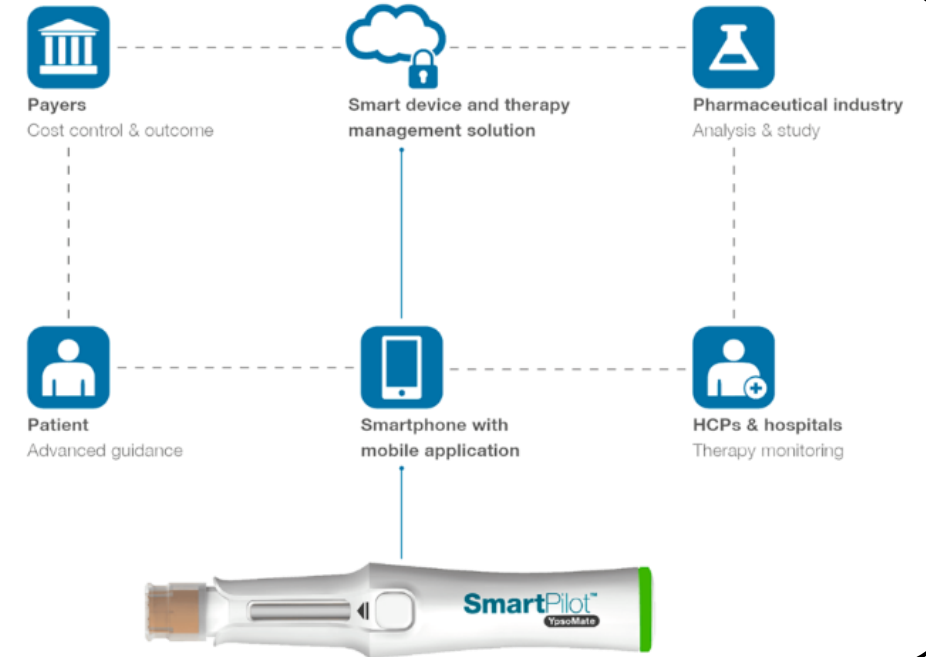 Payers
Cost control & outcome
Smart device and therapy
management solution
Pharmaceutical industry
Analysis & study
Patient
Advanced guidance
Smartphone with
mobile application
HCPs & hospitals
Therapy monitoring
SmartPilot™
YpsoMate